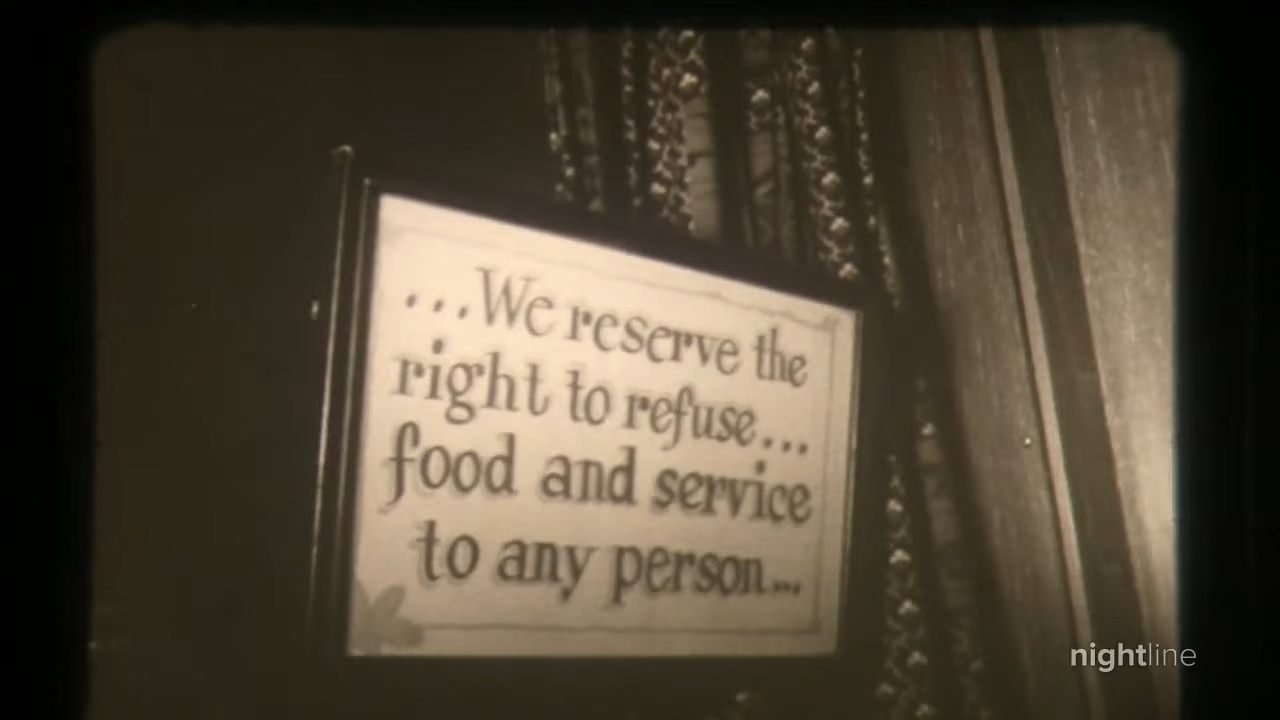 ...We reserve the
right to refuse...
food and service
to any person...
nightline